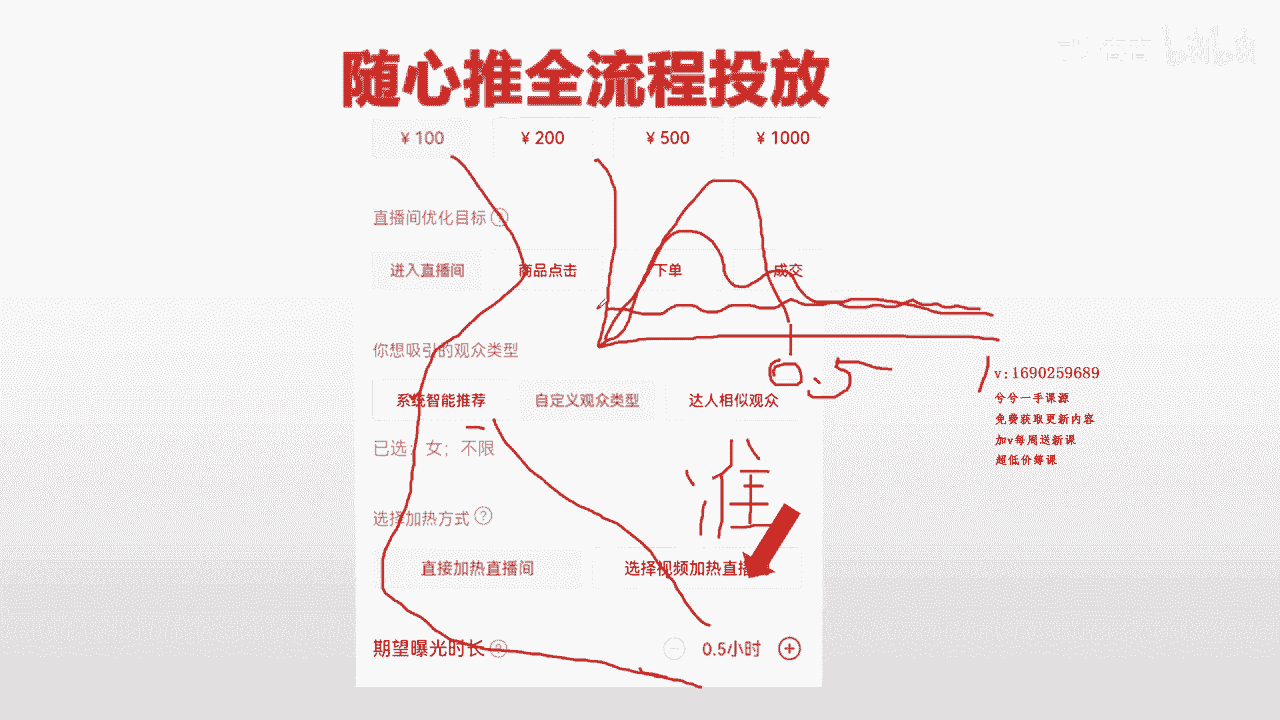 随心推全流程投放
¥ 100 ¥ 200 ¥ 500 ¥ 1000
直播间优化目标 ?
进入直播间 商品点击 下单 成交
0.5
你想吸引的观众类型
v:1690259689
系统智能推荐 自定义观众类型 达人相似观众
兮兮一手课源
免费获取更新内容
加v每周送新课
超低价筹课
已选：女；不限
准
选择加热方式 ?
直接加热直播间 选择视频加热直播
期望曝光时长 ? − 0.5小时 +